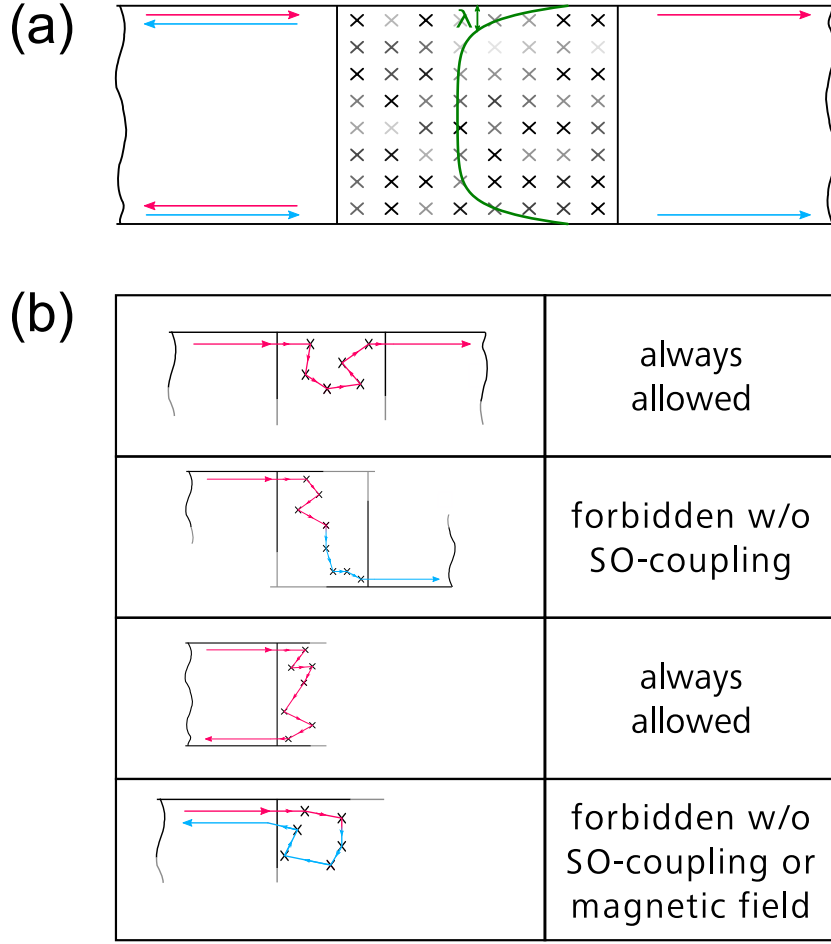 (a)
λ
(b)
always
allowed
forbidden w/o
SO-coupling
always
allowed
forbidden w/o
SO-coupling or
magnetic field